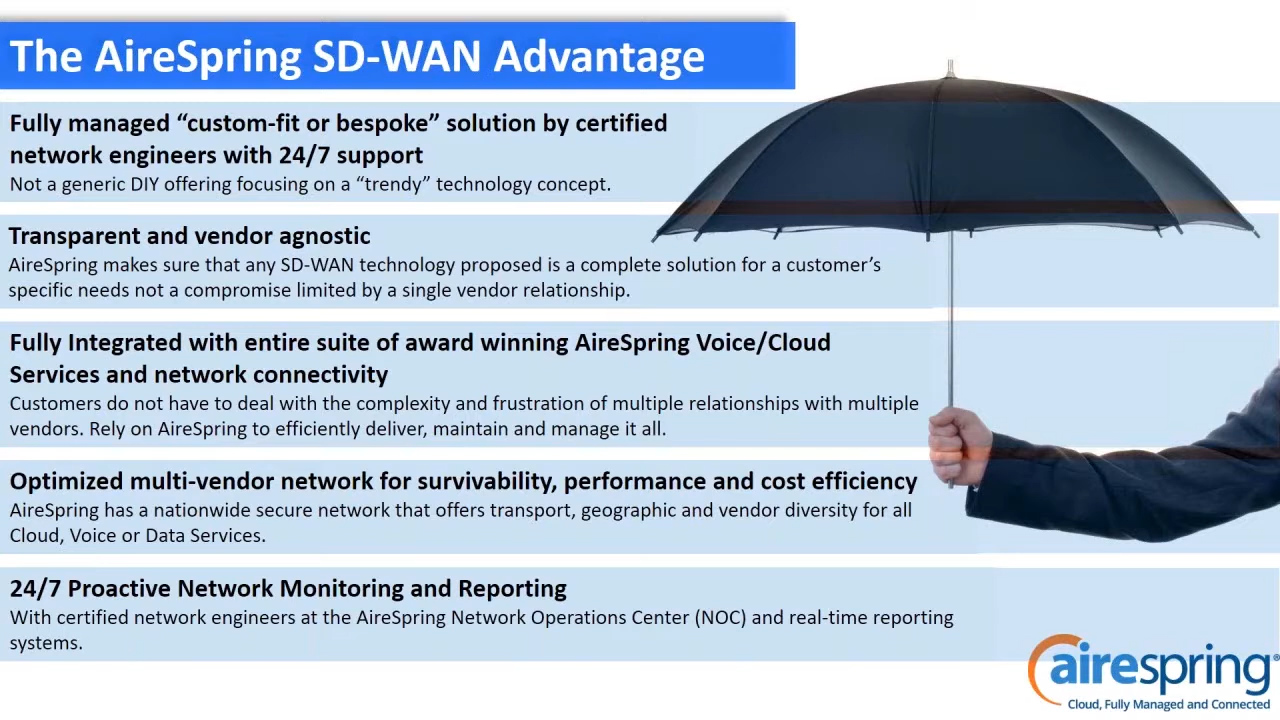 The AireSpring SD-WAN Advantage
Fully managed “custom-fit or bespoke” solution by certified
network engineers with 24/7 support
Not a generic DIY offering focusing on a “trendy” technology concept.
Transparent and vendor agnostic
AireSpring makes sure that any SD-WAN technology proposed is a complete solution for a customer’s
specific needs not a compromise limited by a single vendor relationship.
Fully Integrated with entire suite of award winning AireSpring Voice/Cloud
Services and network connectivity
Customers do not have to deal with the complexity and frustration of multiple relationships with multiple
vendors. Rely on AireSpring to efficiently deliver, maintain and manage it all.
Optimized multi-vendor network for survivability, performance and cost efficiency
AireSpring has a nationwide secure network that offers transport, geographic and vendor diversity for all
Cloud, Voice or Data Services.
24/7 Proactive Network Monitoring and Reporting
With certified network engineers at the AireSpring Network Operations Center (NOC) and real-time reporting
systems.
airespring®
Cloud, Fully Managed and Connected